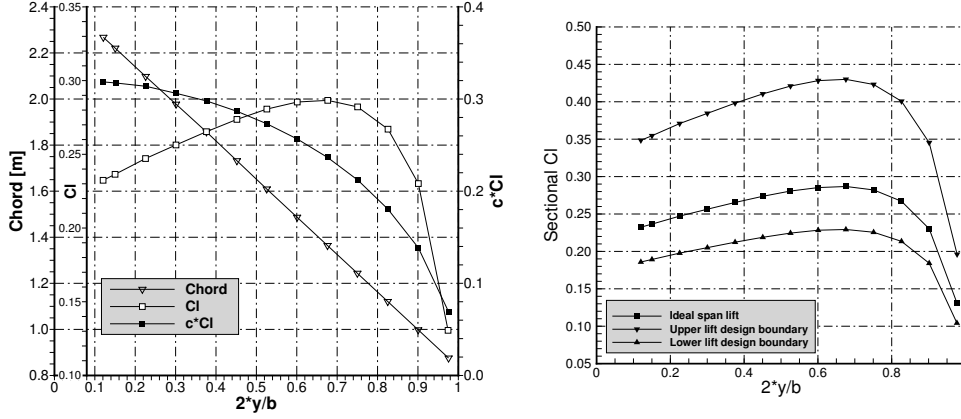 2.4
2.2
2.0
1.8
1.6
1.4
1.2
1.0
0.8
Chord [m]
0.35
0.30
0.25
0.20
0.15
0.10
Cl
0.4
0.3
0.2
0.1
0.0
c*Cl
Chord
Cl
c*Cl
0.1 0.2 0.3 0.4 0.5 0.6 0.7 0.8 0.9 1
2*y/b
0.50
0.45
0.40
0.35
0.30
0.25
0.20
0.15
0.10
0.05
Sectional Cl
Ideal span lift
Upper lift design boundary
Lower lift design boundary
0 0.2 0.4 0.6 0.8 1
2*y/b